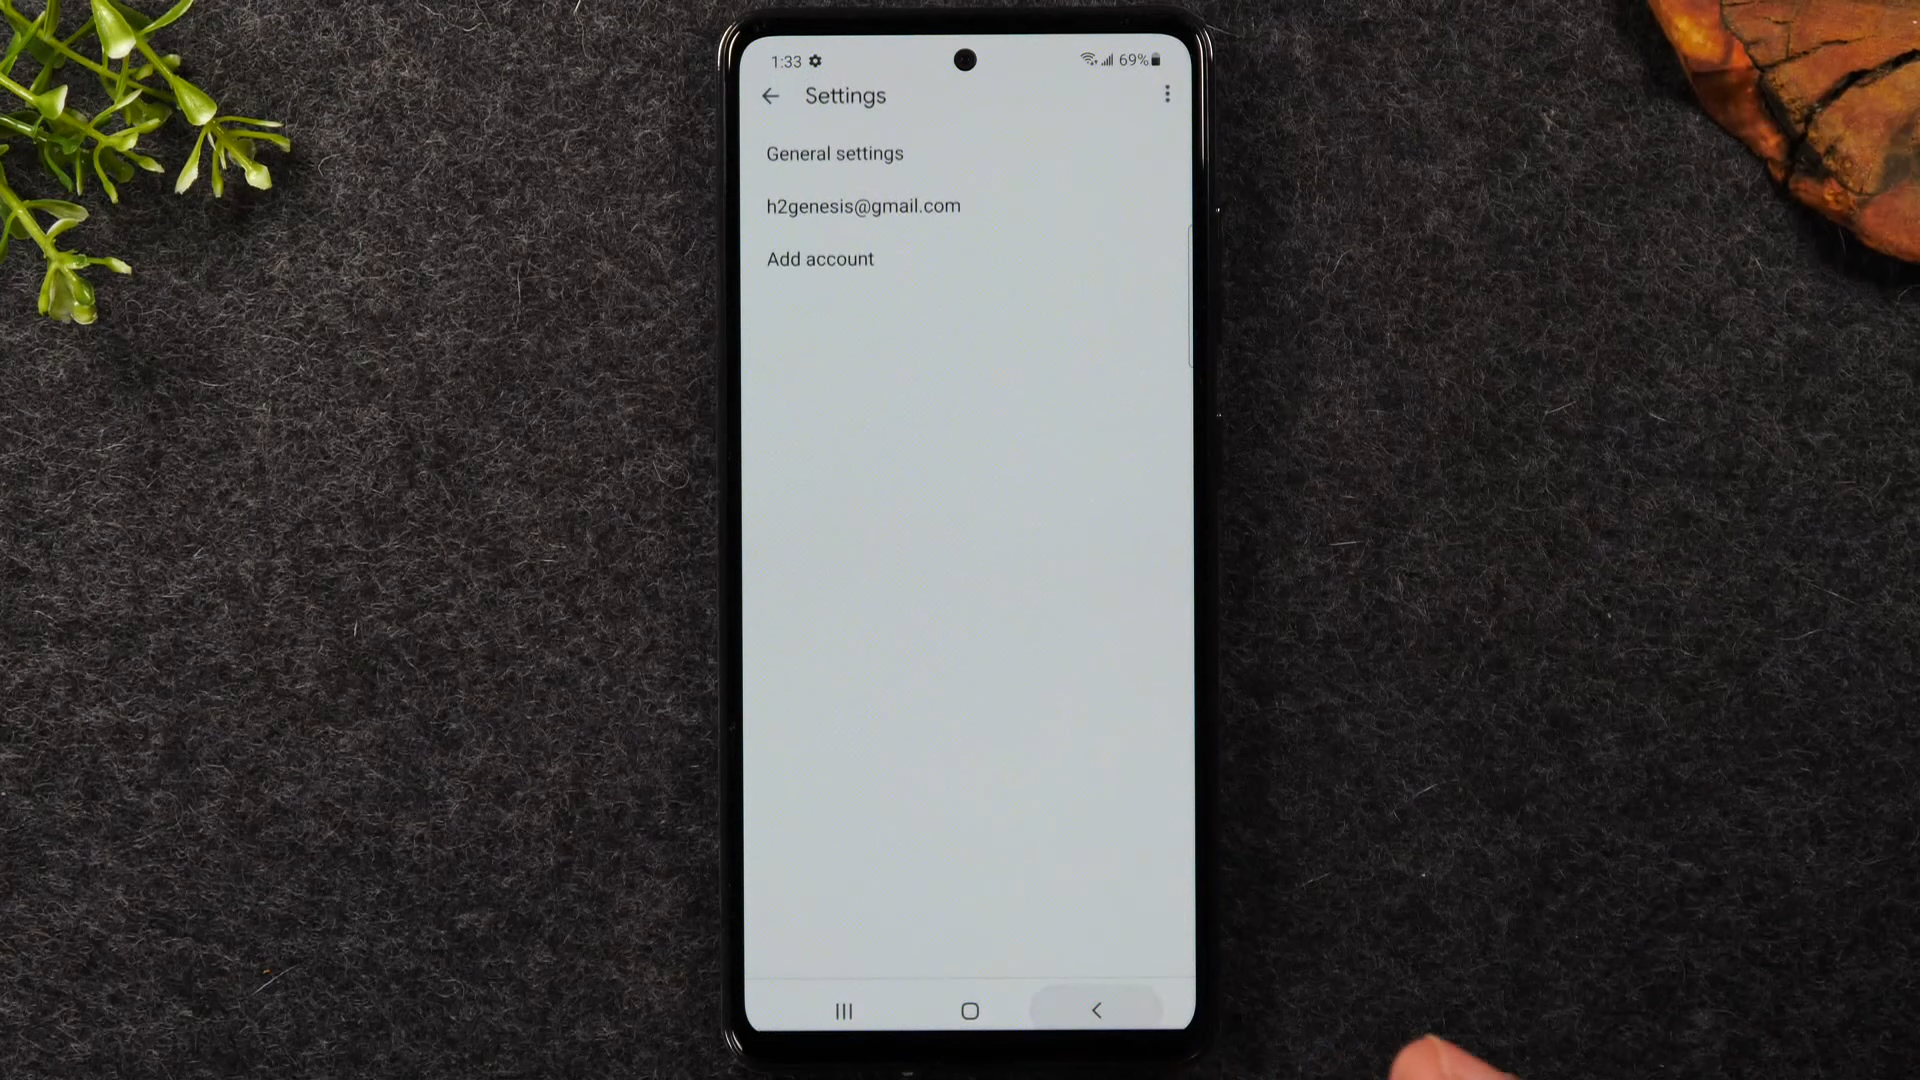 1:33 69%
Settings
General settings
h2genesis@gmail.com
Add account